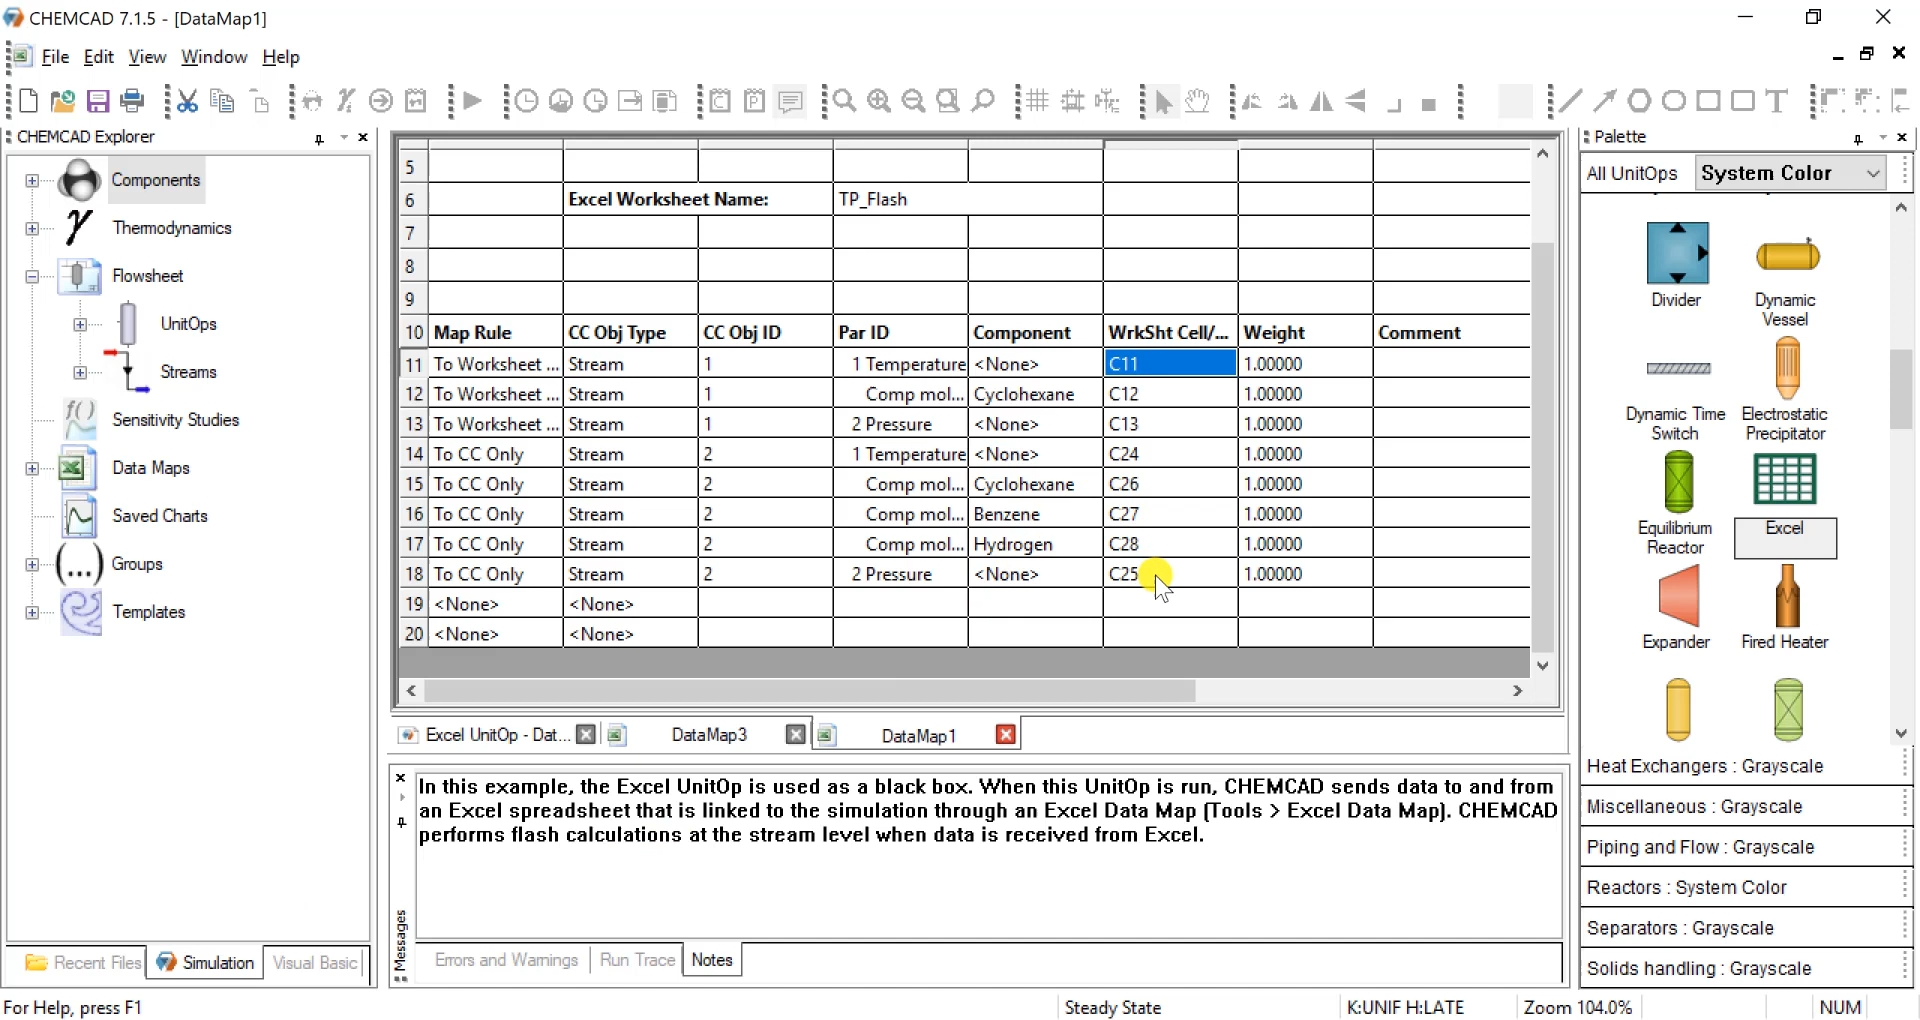 CHEMCAD 7.1.5 - [DataMap1]
File Edit View Window Help
CHEMCAD Explorer
Components
Thermodynamics
Flowsheet
UnitOps
Streams
Sensitivity Studies
Data Maps
Saved Charts
Groups
Templates
Recent Files Simulation Visual Basic
5
6 Excel Worksheet Name: TP_Flash
7
8
9
10 Map Rule CC Obj Type CC Obj ID Par ID Component WrkSht Cell/... Weight Comment
11 To Worksheet ... Stream 1 1 Temperature <None> C11 1.00000
12 To Worksheet ... Stream 1 Comp mol... Cyclohexane C12 1.00000
13 To Worksheet ... Stream 1 2 Pressure <None> C13 1.00000
14 To CC Only Stream 2 1 Temperature <None> C24 1.00000
15 To CC Only Stream 2 Comp mol... Cyclohexane C26 1.00000
16 To CC Only Stream 2 Comp mol... Benzene C27 1.00000
17 To CC Only Stream 2 Comp mol... Hydrogen C28 1.00000
18 To CC Only Stream 2 2 Pressure <None> C25 1.00000
19 <None> <None>
20 <None> <None>
Excel UnitOp - Dat... DataMap3 DataMap1
In this example, the Excel UnitOp is used as a black box. When this UnitOp is run, CHEMCAD sends data to and from
an Excel spreadsheet that is linked to the simulation through an Excel Data Map (Tools > Excel Data Map). CHEMCAD
performs flash calculations at the stream level when data is received from Excel.
Messages
Errors and Warnings Run Trace Notes
Palette
All UnitOps System Color
Divider
Dynamic
Vessel
Dynamic Time
Switch
Electrostatic
Precipitator
Equilibrium
Reactor
Excel
Expander
Fired Heater
Heat Exchangers : Grayscale
Miscellaneous : Grayscale
Piping and Flow : Grayscale
Reactors : System Color
Separators : Grayscale
Solids handling : Grayscale
For Help, press F1 Steady State K:UNIF H:LATE Zoom 104.0% NUM